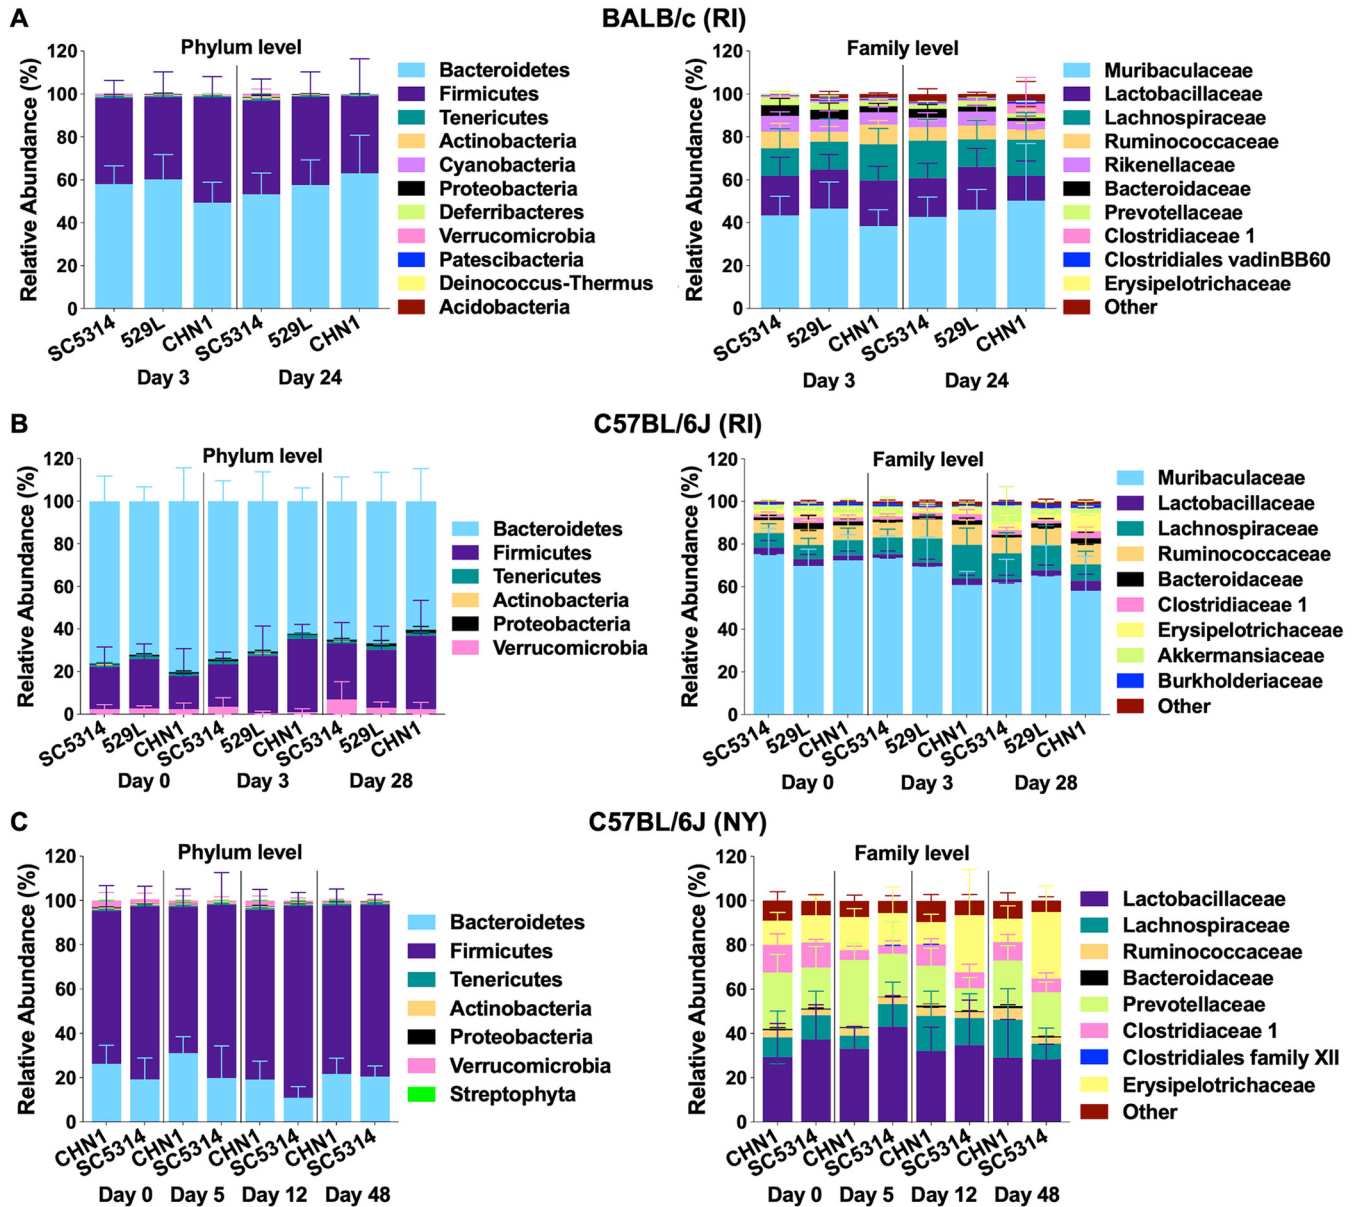 A
BALB/c (RI)
Phylum level
Relative Abundance (%)
120
100
80
60
40
20
0
SC5314
529L
CHN1
SC5314
529L
CHN1
Day 3
Day 24
Bacteroidetes
Firmicutes
Tenericutes
Actinobacteria
Cyanobacteria
Proteobacteria
Deferribacteres
Verrucomicrobia
Patescibacteria
Deinococcus-Thermus
Acidobacteria
Family level
Relative Abundance (%)
120
100
80
60
40
20
0
SC5314
529L
CHN1
SC5314
529L
CHN1
Day 3
Day 24
Muribaculaceae
Lactobacillaceae
Lachnospiraceae
Ruminococcaceae
Rikenellaceae
Bacteroidaceae
Prevotellaceae
Clostridiaceae 1
Clostridiales vadinBB60
Erysipelotrichaceae
Other
B
C57BL/6J (RI)
Phylum level
Relative Abundance (%)
120
100
80
60
40
20
0
SC5314
529L
CHN1
SC5314
529L
CHN1
SC5314
529L
CHN1
Day 0
Day 3
Day 28
Bacteroidetes
Firmicutes
Tenericutes
Actinobacteria
Proteobacteria
Verrucomicrobia
Family level
Relative Abundance (%)
120
100
80
60
40
20
0
SC5314
529L
CHN1
SC5314
529L
CHN1
SC5314
529L
CHN1
Day 0
Day 3
Day 28
Muribaculaceae
Lactobacillaceae
Lachnospiraceae
Ruminococcaceae
Bacteroidaceae
Clostridiaceae 1
Erysipelotrichaceae
Akkermansiaceae
Burkholderiaceae
Other
C
C57BL/6J (NY)
Phylum level
Relative Abundance (%)
120
100
80
60
40
20
0
CHN1
SC5314
CHN1
SC5314
CHN1
SC5314
CHN1
SC5314
Day 0
Day 5
Day 12
Day 48
Bacteroidetes
Firmicutes
Tenericutes
Actinobacteria
Proteobacteria
Verrucomicrobia
Streptophyta
Family level
Relative Abundance (%)
120
100
80
60
40
20
0
CHN1
SC5314
CHN1
SC5314
CHN1
SC5314
CHN1
SC5314
Day 0
Day 5
Day 12
Day 48
Lactobacillaceae
Lachnospiraceae
Ruminococcaceae
Bacteroidaceae
Prevotellaceae
Clostridiaceae 1
Clostridiales family XII
Erysipelotrichaceae
Other